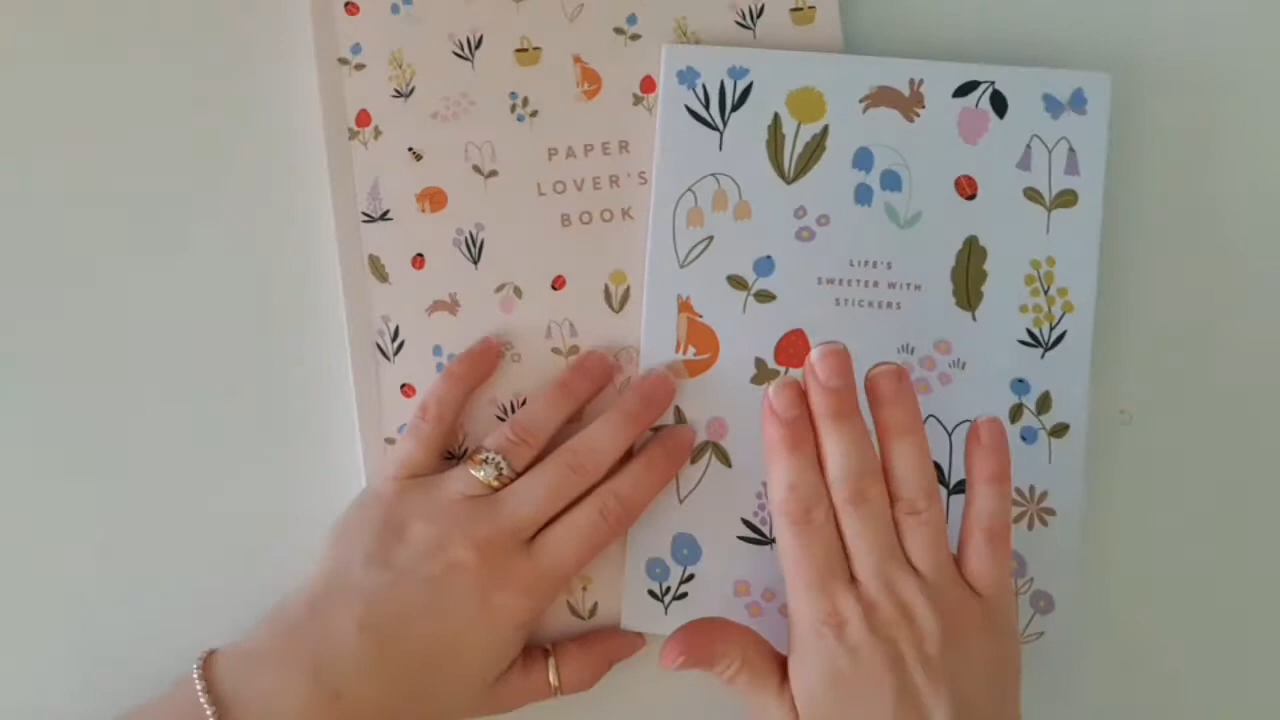 PAPER
LOVER'S
BOOK
LIFE'S
SWEETER WITH
STICKERS